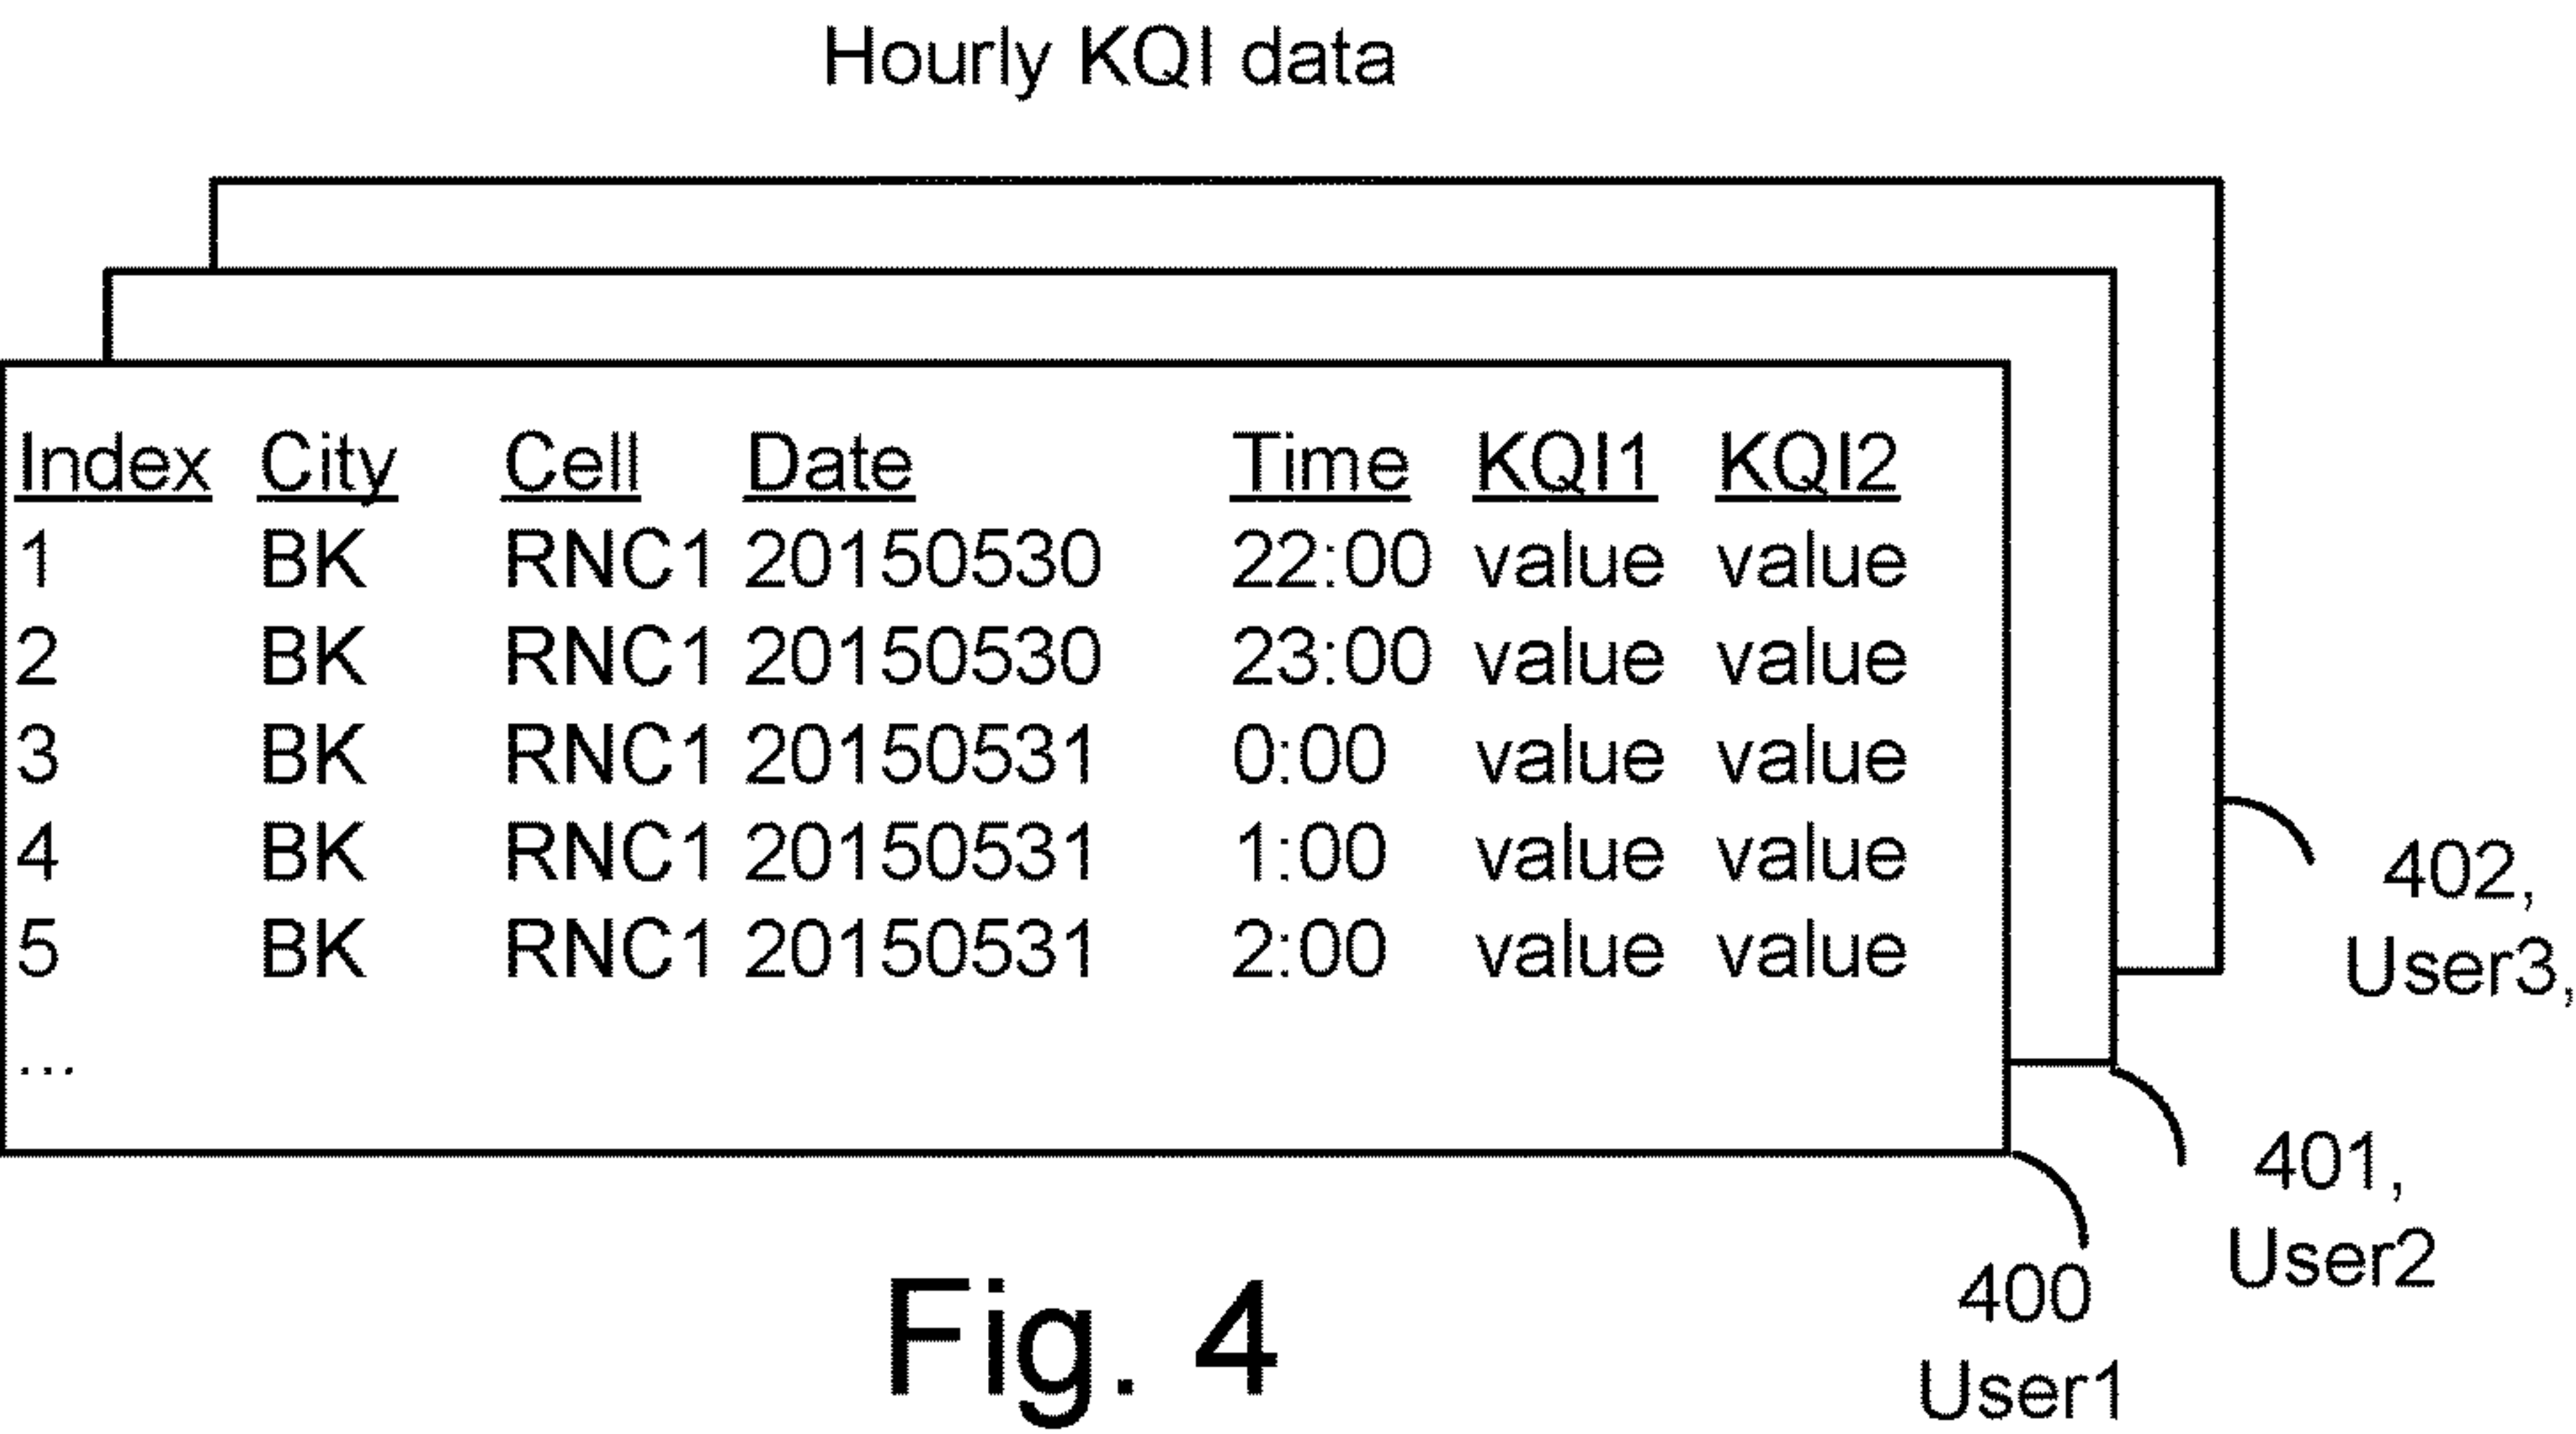 Hourly KQI data
Index City Cell Date Time KQI1 KQI2
1 BK RNC1 20150530 22:00 value value
2 BK RNC1 20150530 23:00 value value
3 BK RNC1 20150531 0:00 value value
4 BK RNC1 20150531 1:00 value value
5 BK RNC1 20150531 2:00 value value
...
402,
User3,
401,
User2
400
User1
Fig. 4